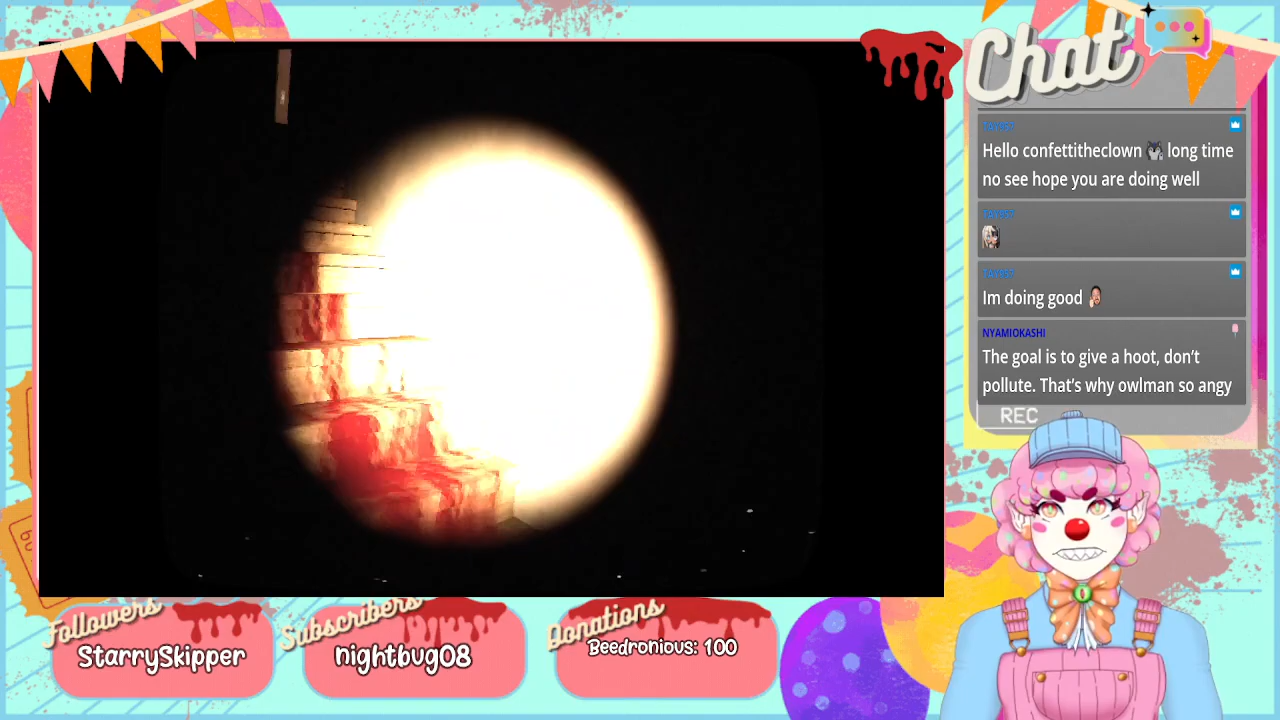 Chat
Hello confettitheclown long time
no see hope you are doing well
Im doing good
NYAMIOKASHI
The goal is to give a hoot, don't
pollute. That's why owlman so angy
REC
Followers
StarrySkipper
Subscribers
nightbug08
Donations
Beedronious: 100